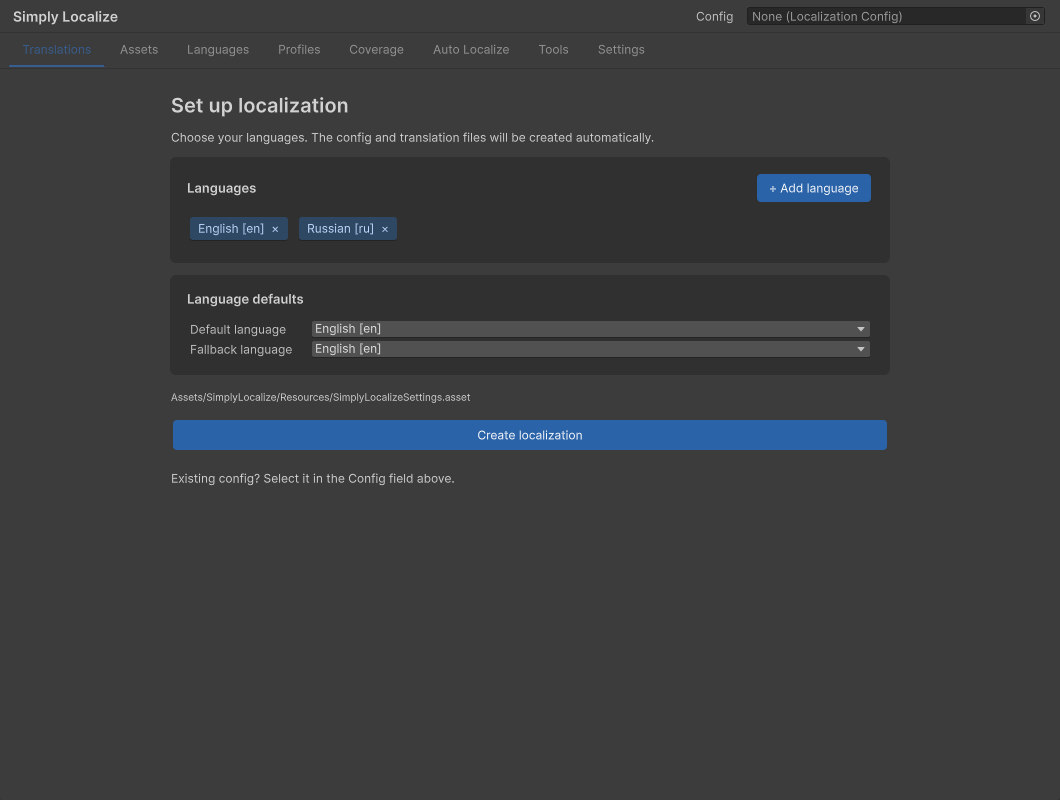 Simply Localize
Config
None (Localization Config)
Translations
Assets
Languages
Profiles
Coverage
Auto Localize
Tools
Settings
Set up localization
Choose your languages. The config and translation files will be created automatically.
Languages
+ Add language
English [en] ×
Russian [ru] ×
Language defaults
Default language
English [en]
Fallback language
English [en]
Assets/SimplyLocalize/Resources/SimplyLocalizeSettings.asset
Create localization
Existing config? Select it in the Config field above.